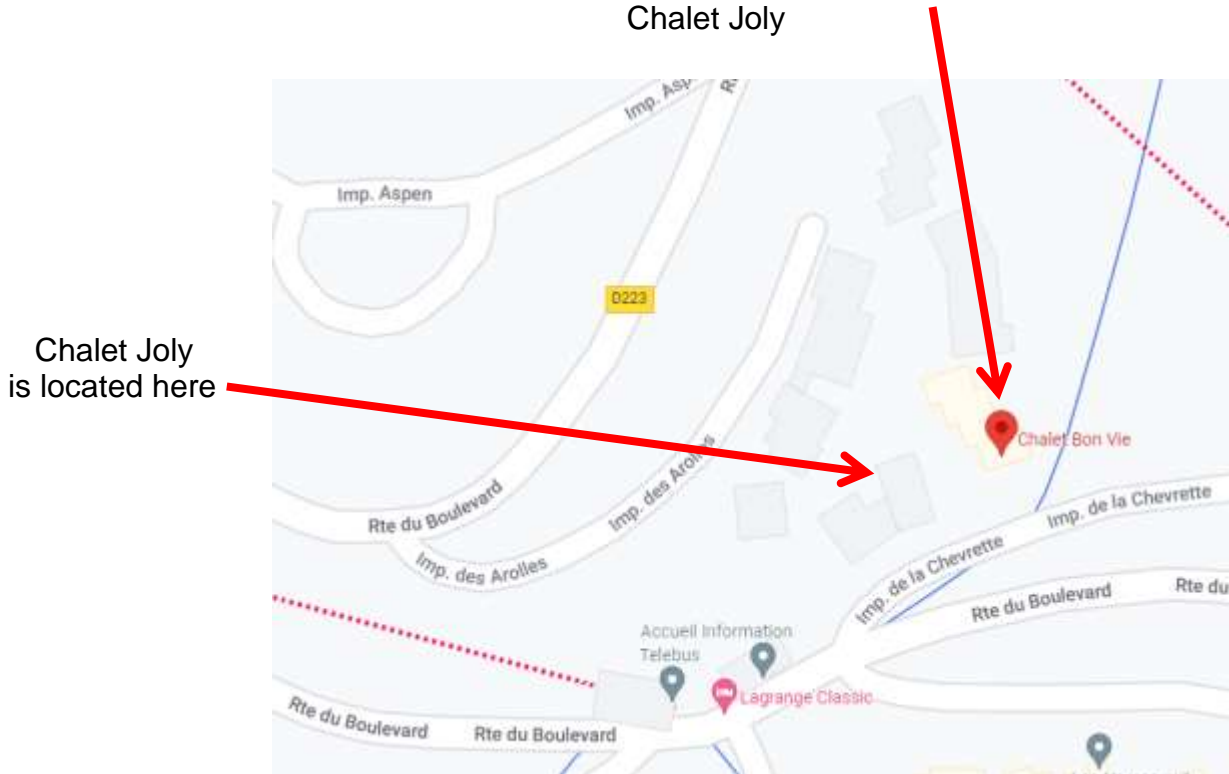 Chalet Joly
Imp. Asp
R
Imp. Aspen
D223
Chalet Joly
is located here
Chalet Bon Vie
Rte du Boulevard
Imp. des Arolles
Imp. des Arolles
Imp. de la Chevrette
Imp. de la Chevrette
Rte du Boulevard
Rte du
Accueil Information
Telebus
Lagrange Classic
Rte du Boulevard
Rte du Boulevard